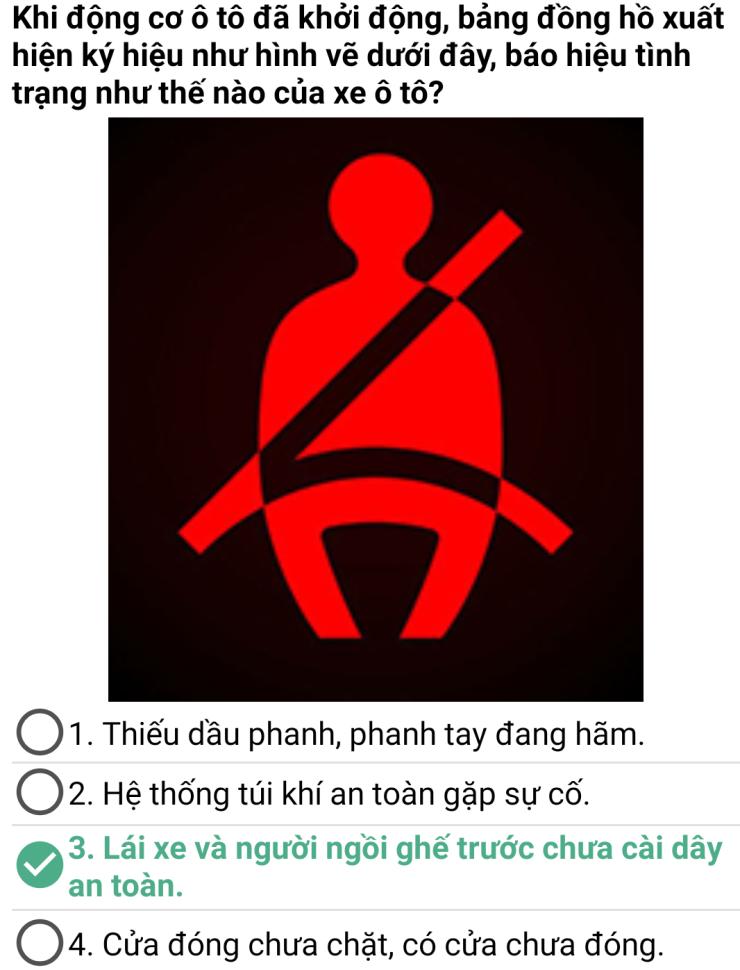 Khi động cơ ô tô đã khởi động, bảng đồng hồ xuất
hiện ký hiệu như hình vẽ dưới đây, báo hiệu tình
trạng như thế nào của xe ô tô?
1. Thiếu dầu phanh, phanh tay đang hãm.
2. Hệ thống túi khí an toàn gặp sự cố.
3. Lái xe và người ngồi ghế trước chưa cài dây
an toàn.
4. Cửa đóng chưa chặt, có cửa chưa đóng.